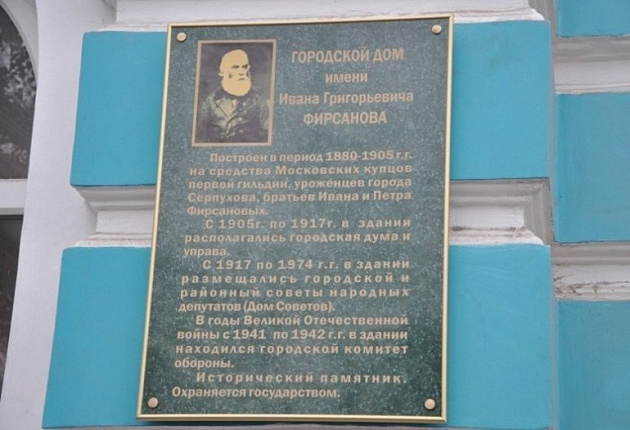 ГОРОДСКОЙ ДОМ
имени
Ивана Григорьевича
ФИРСАНОВА
Построен в период 1880-1905 г.г.
на средства Московских купцов
первой гильдии, уроженцев города
Серпухова, братьев Ивана и Петра
Фирсановых.
С 1905г. по 1917г. в здании
располагались городская дума и
управа.
С 1917 по 1974 г.г. в здании
размещались городской и
районный советы народных
депутатов (Дом Советов).
В годы Великой Отечественной
войны с 1941 по 1942 г.г. в здании
находился городской комитет
обороны.
Исторический памятник.
Охраняется государством.